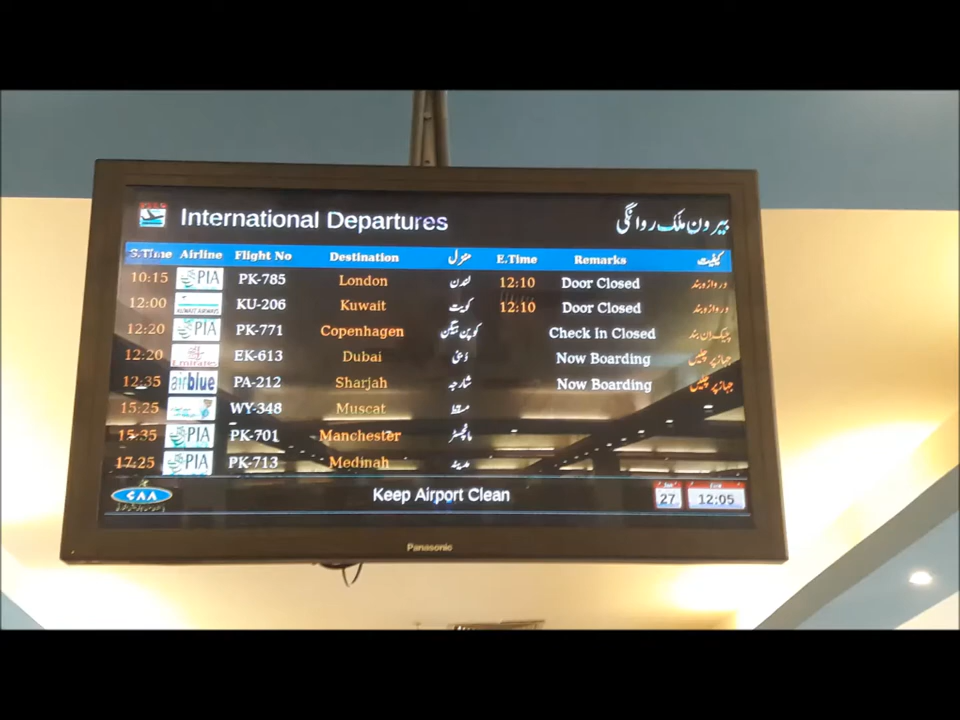 International Departures بیرون ملک روانگی
S.Time Airline Flight No Destination منزل E.Time Remarks کیفیت
10:15 PIA PK-785 London لندن 12:10 Door Closed دروازہ بند
12:00 KUWAIT AIRWAYS KU-206 Kuwait کویت 12:10 Door Closed دروازہ بند
12:20 PIA PK-771 Copenhagen کوپن ہیگن Check In Closed چیک اِن بند
12:20 Emirates EK-613 Dubai دبئی Now Boarding جہاز پر چلیں
12:35 airblue PA-212 Sharjah شارجہ Now Boarding جہاز پر چلیں
15:25 WY-348 Muscat مسقط
15:35 PIA PK-701 Manchester مانچسٹر
17:25 PIA PK-713 Medinah مدینہ
CAA Keep Airport Clean Jan 27 12:05
Panasonic